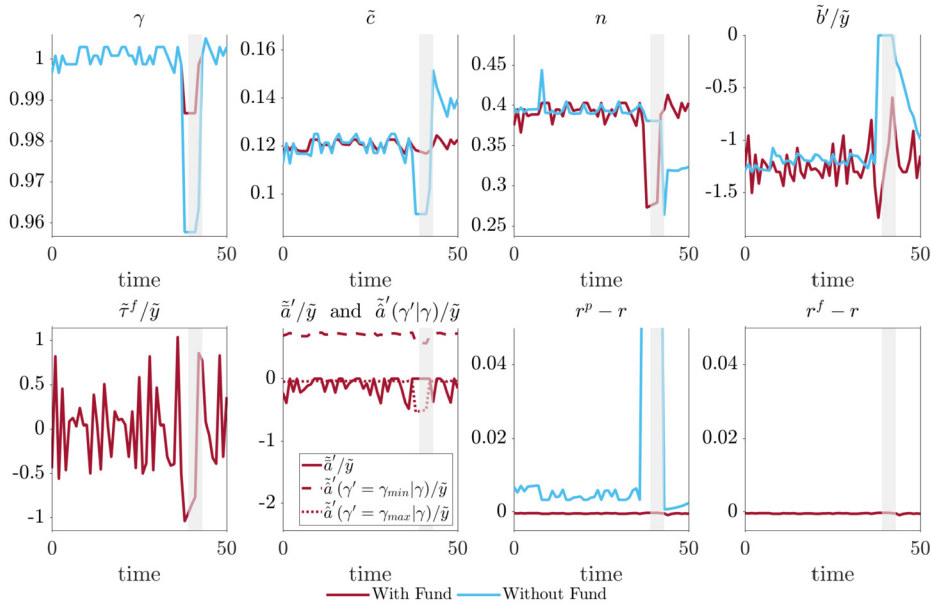 γ
1
0.99
0.98
0.97
0.96
0
50
time
c̃
0.16
0.14
0.12
0.1
0
50
time
n
0.45
0.4
0.35
0.3
0.25
0
50
time
b̃′/ỹ
0
-0.5
-1
-1.5
0
50
time
τ̃ᶠ/ỹ
1
0.5
0
-0.5
-1
0
50
time
ã̄′/ỹ and ã̂′(γ′|γ)/ỹ
0
-1
-2
ã̄′/ỹ
ã̂′(γ′ = γₘᵢₙ|γ)/ỹ
ã̂′(γ′ = γₘₐₓ|γ)/ỹ
0
50
time
rᵖ − r
0.04
0.02
0
0
50
time
rᶠ − r
0.04
0.02
0
0
50
time
With Fund Without Fund